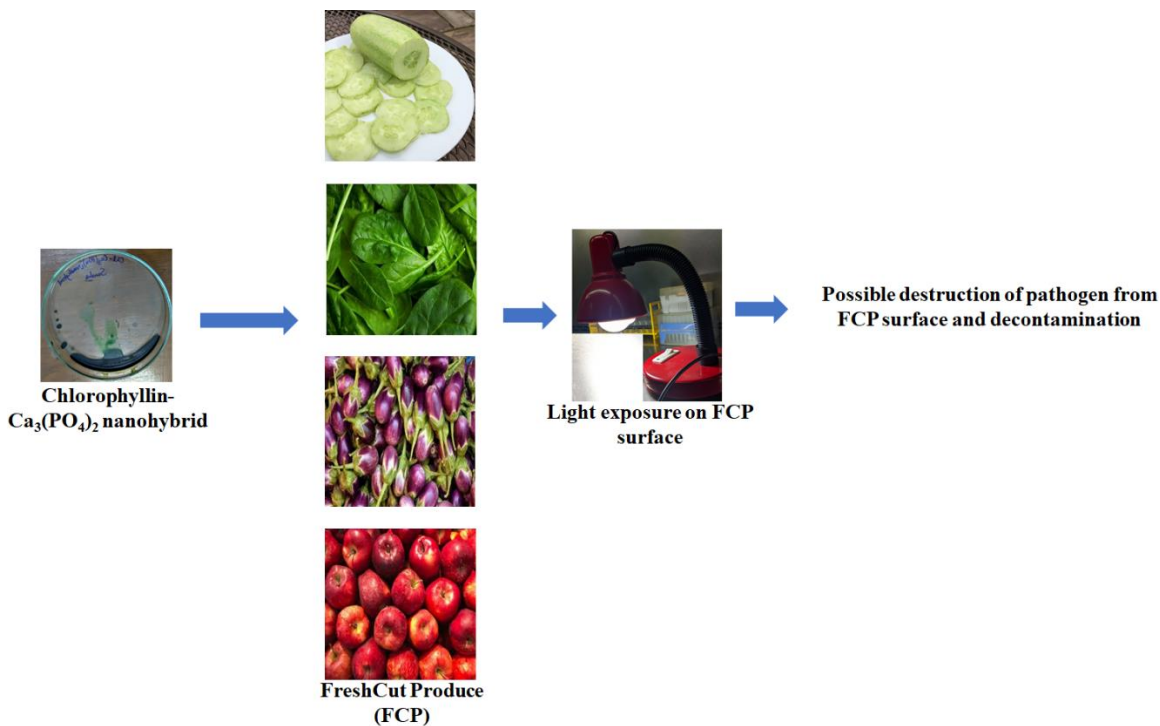 Chlorophyllin-
Ca₃(PO₄)₂ nanohybrid
FreshCut Produce
(FCP)
Light exposure on FCP
surface
Possible destruction of pathogen from
FCP surface and decontamination